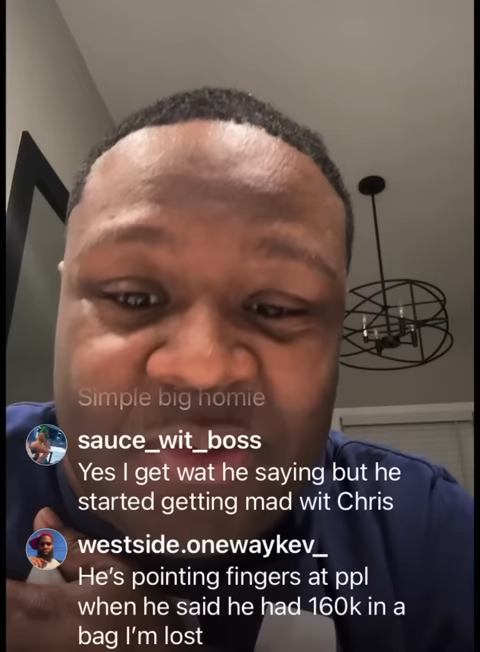 Simple big homie
sauce_wit_boss
Yes I get wat he saying but he
started getting mad wit Chris
westside.onewaykev_
He's pointing fingers at ppl
when he said he had 160k in a
bag I'm lost